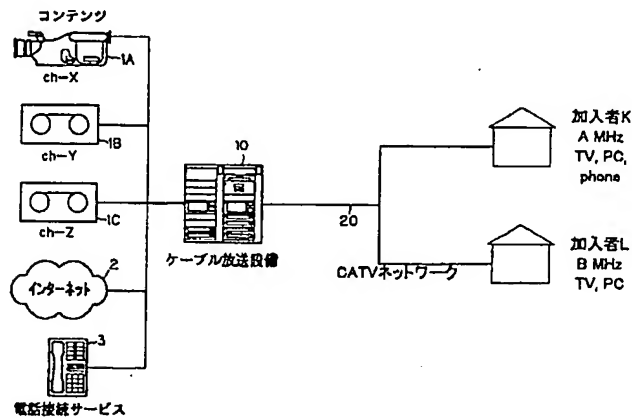 コンテンツ
1A
ch-X
1B
ch-Y
1C
ch-Z
2
インターネット
3
電話接続サービス
10
ケーブル放送設備
20
CATVネットワーク
加入者K
A MHz
TV, PC,
phone
加入者L
B MHz
TV, PC